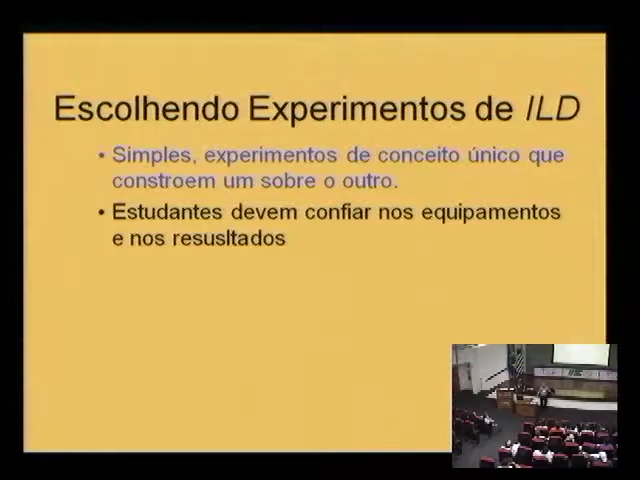 Escolhendo Experimentos de ILD
• Simples, experimentos de conceito único que
constroem um sobre o outro.
• Estudantes devem confiar nos equipamentos
e nos resusltados